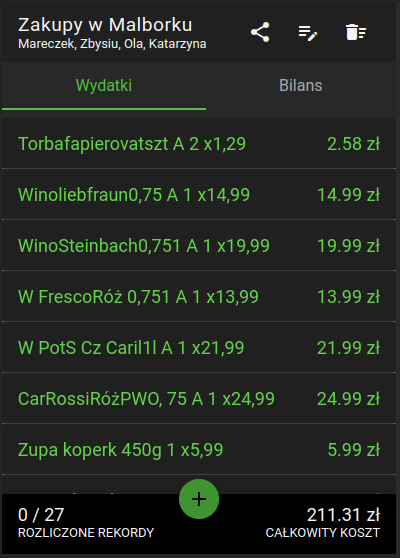 Zakupy w Malborku
Mareczek, Zbysiu, Ola, Katarzyna
Wydatki Bilans
Torbafapierovatszt A 2 x1,29 2.58 zł
Winoliebfraun0,75 A 1 x14,99 14.99 zł
WinoSteinbach0,751 A 1 x19,99 19.99 zł
W FrescoRóż 0,751 A 1 x13,99 13.99 zł
W PotS Cz Caril1l A 1 x21,99 21.99 zł
CarRossiRóżPWO, 75 A 1 x24,99 24.99 zł
Zupa koperk 450g 1 x5,99 5.99 zł
0 / 27 211.31 zł
ROZLICZONE REKORDY CAŁKOWITY KOSZT